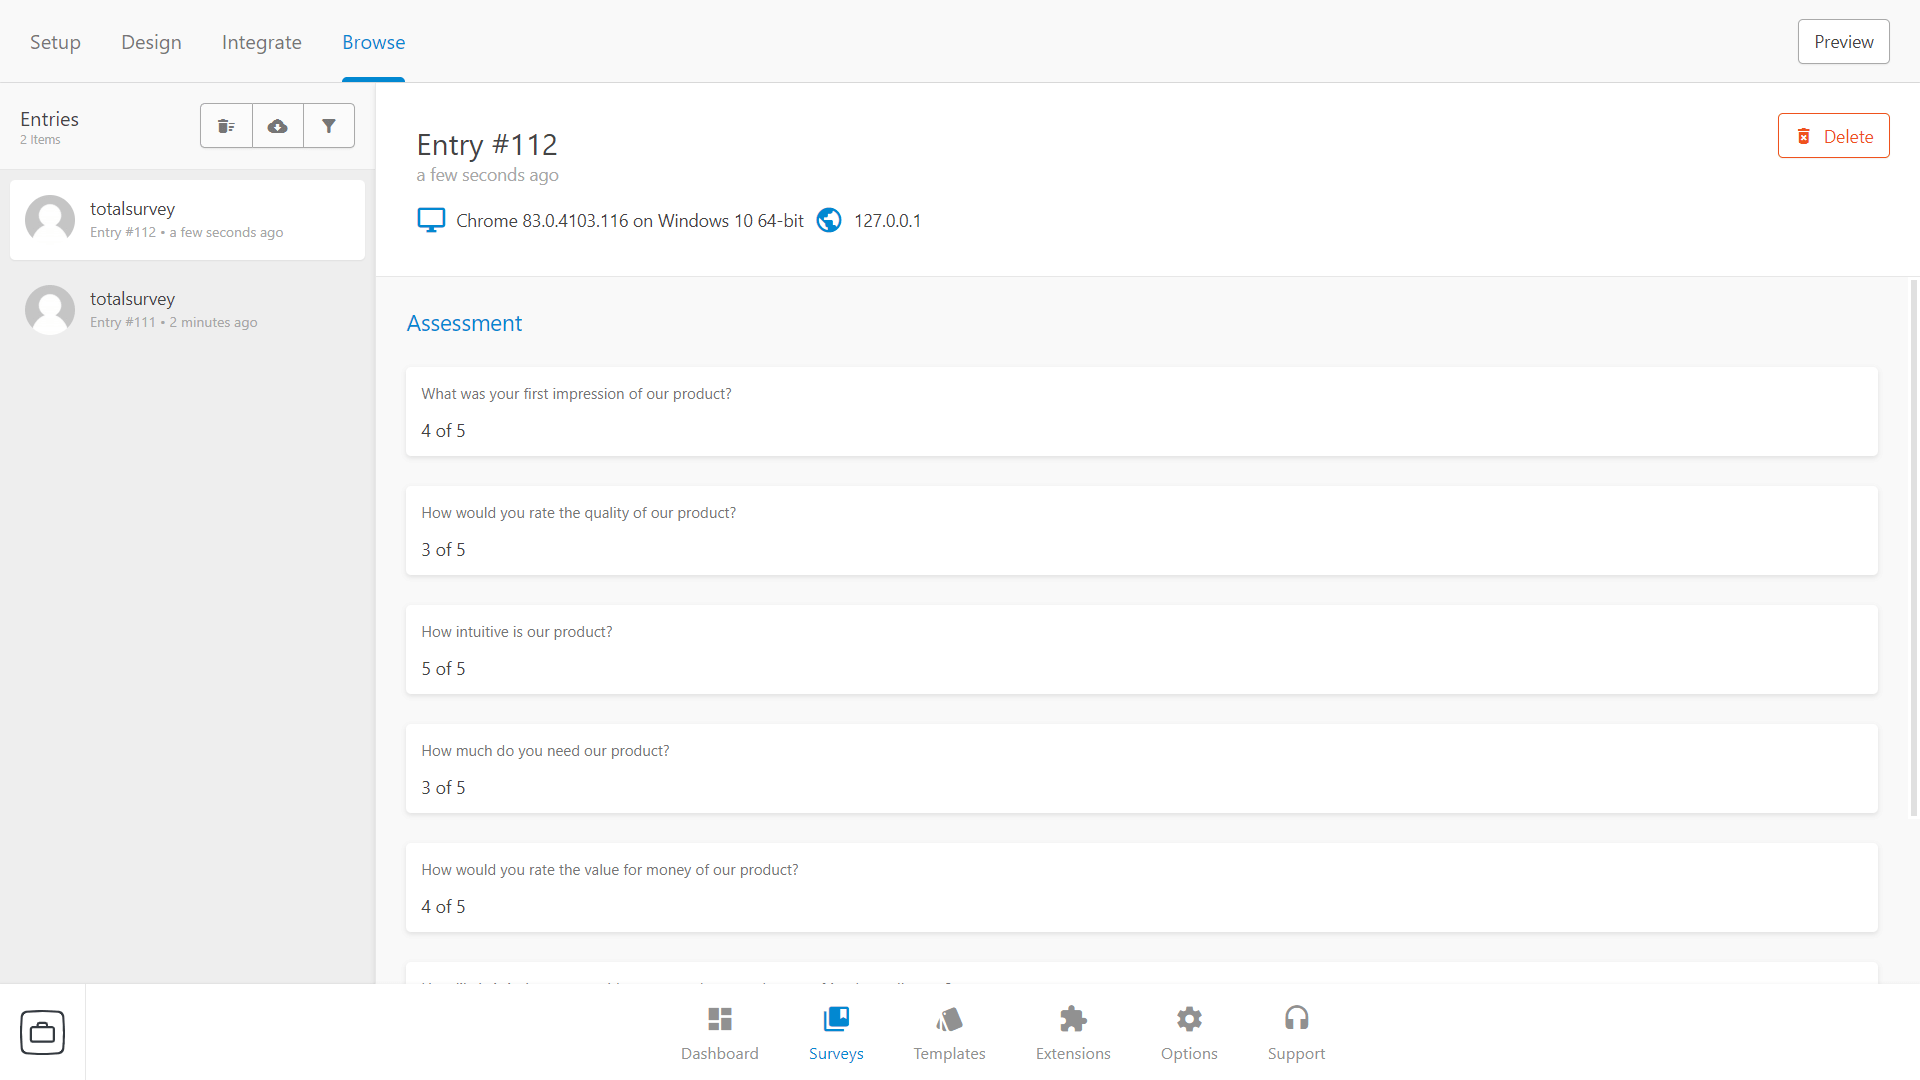 Setup Design Integrate Browse Preview
Entries
2 Items
totalsurvey
Entry #112 • a few seconds ago
totalsurvey
Entry #111 • 2 minutes ago
Entry #112
a few seconds ago
Delete
Chrome 83.0.4103.116 on Windows 10 64-bit 127.0.0.1
Assessment
What was your first impression of our product?
4 of 5
How would you rate the quality of our product?
3 of 5
How intuitive is our product?
5 of 5
How much do you need our product?
3 of 5
How would you rate the value for money of our product?
4 of 5
Dashboard Surveys Templates Extensions Options Support